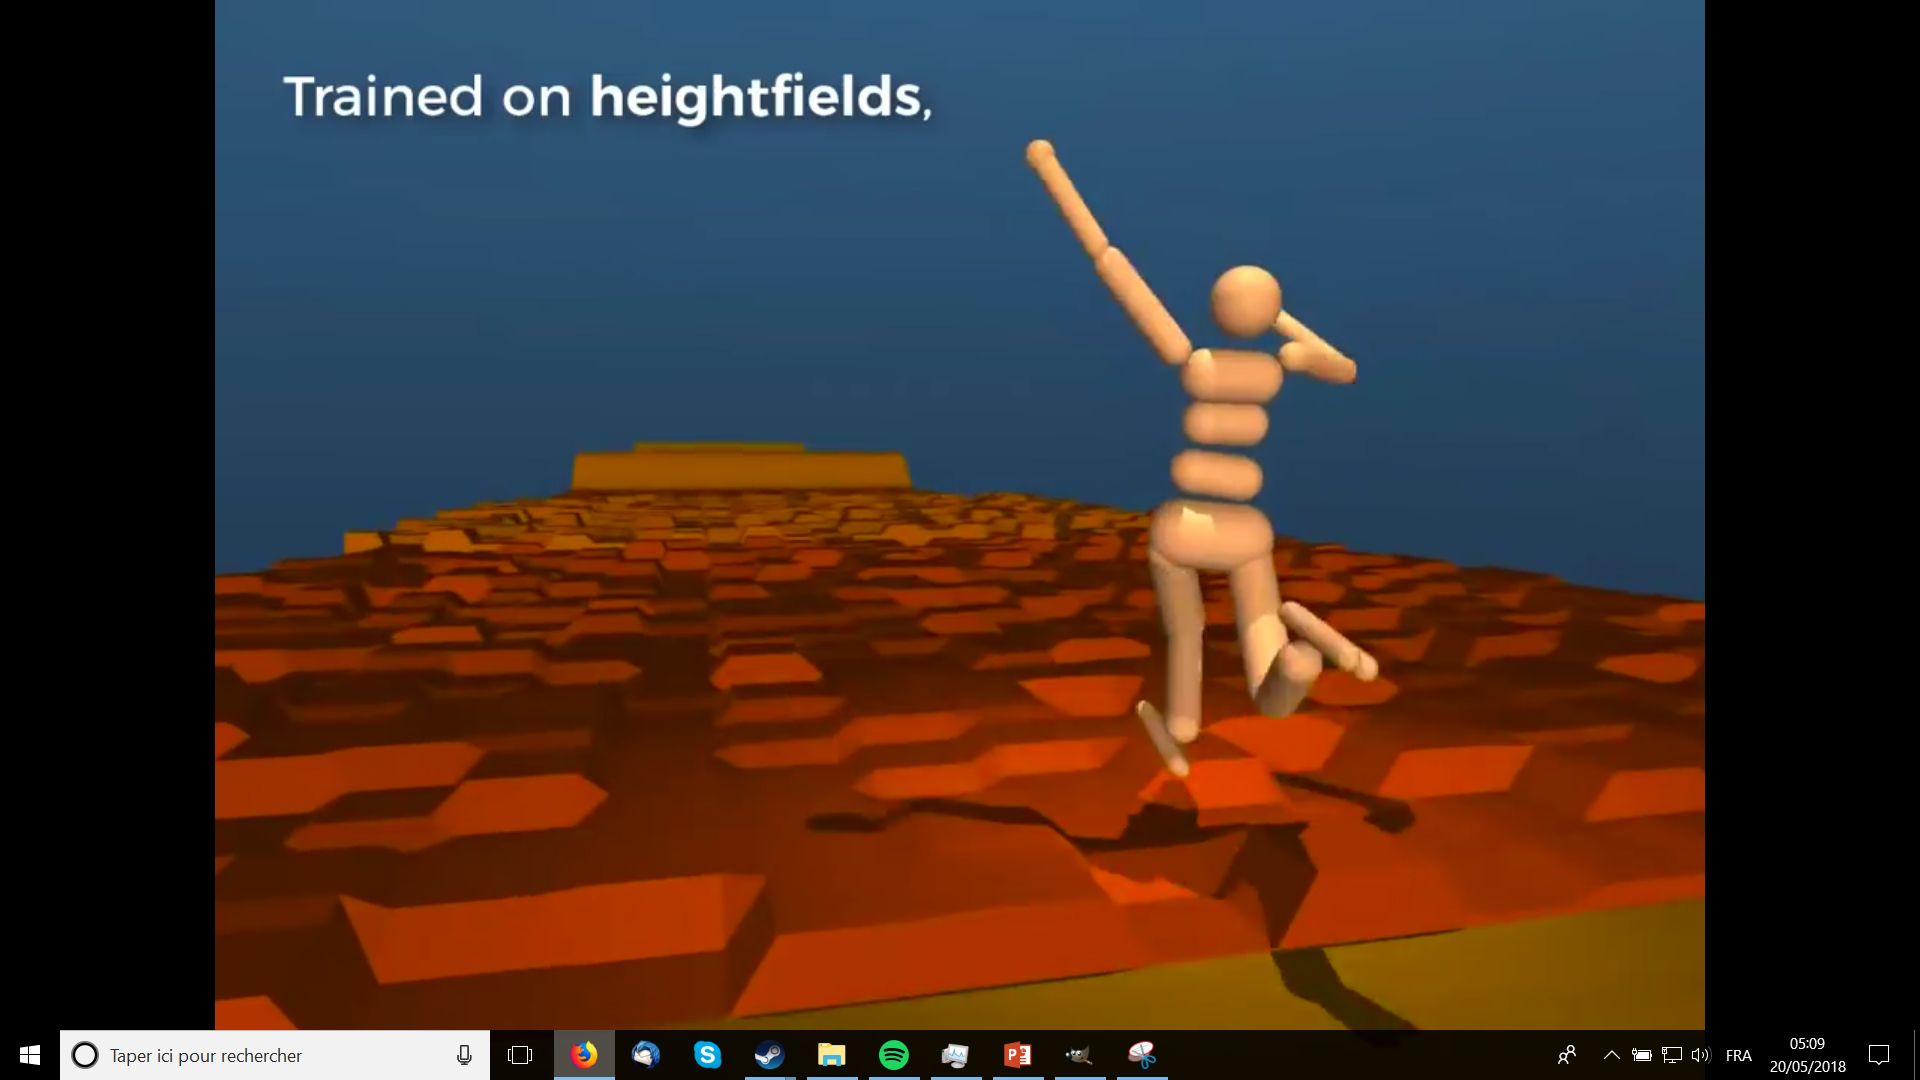 Trained on heightfields,
Taper ici pour rechercher
FRA
05:09
20/05/2018